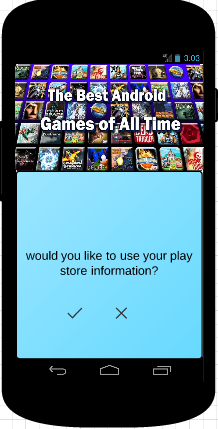 3:03
The Best Android
Games of All Time
would you like to use your play
store information?